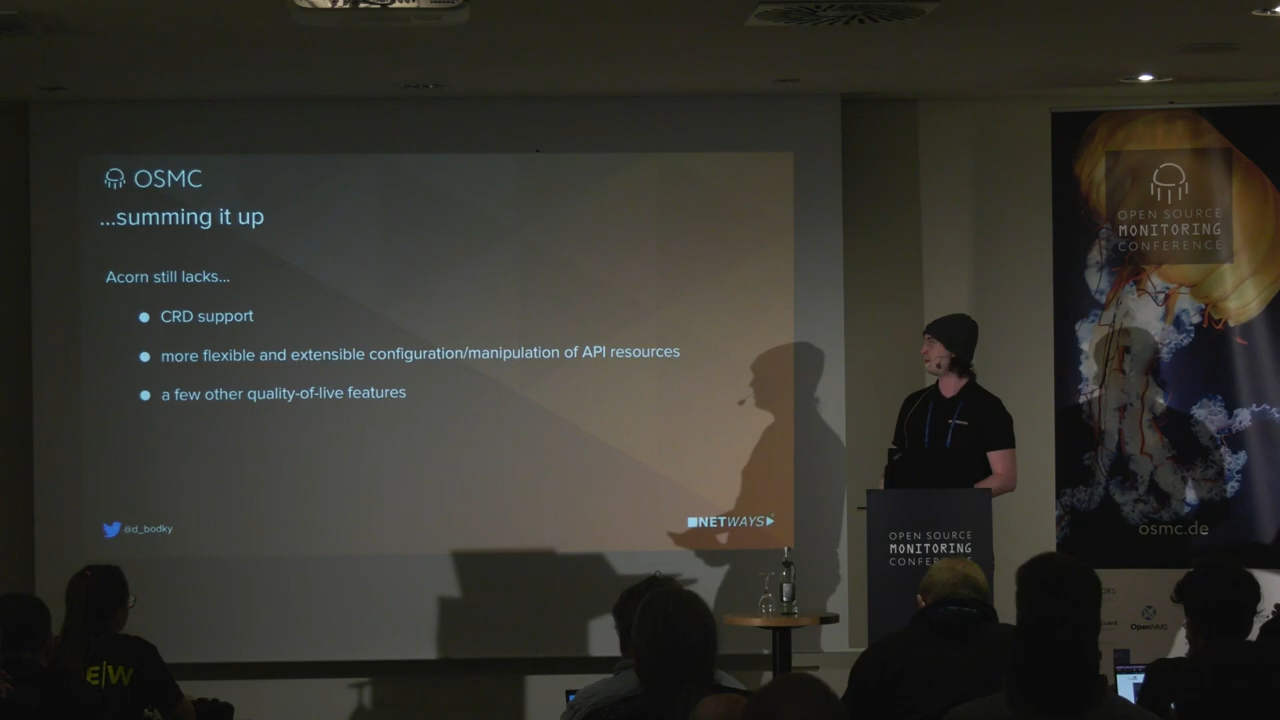 OSMC
...summing it up
Acorn still lacks...
CRD support
more flexible and extensible configuration/manipulation of API resources
a few other quality-of-live features
@d_bodky
NETWAYS
OPEN SOURCE
MONITORING
CONFERENCE
osmc.de
OPEN SOURCE
MONITORING
OpenNMS
E/W